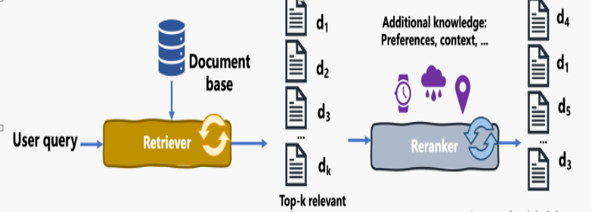 User query
Document
base
Retriever
d1
d2
d3
...
dk
Top-k relevant
Additional knowledge:
Preferences, context, ...
Reranker
d4
d1
d5
...
d3